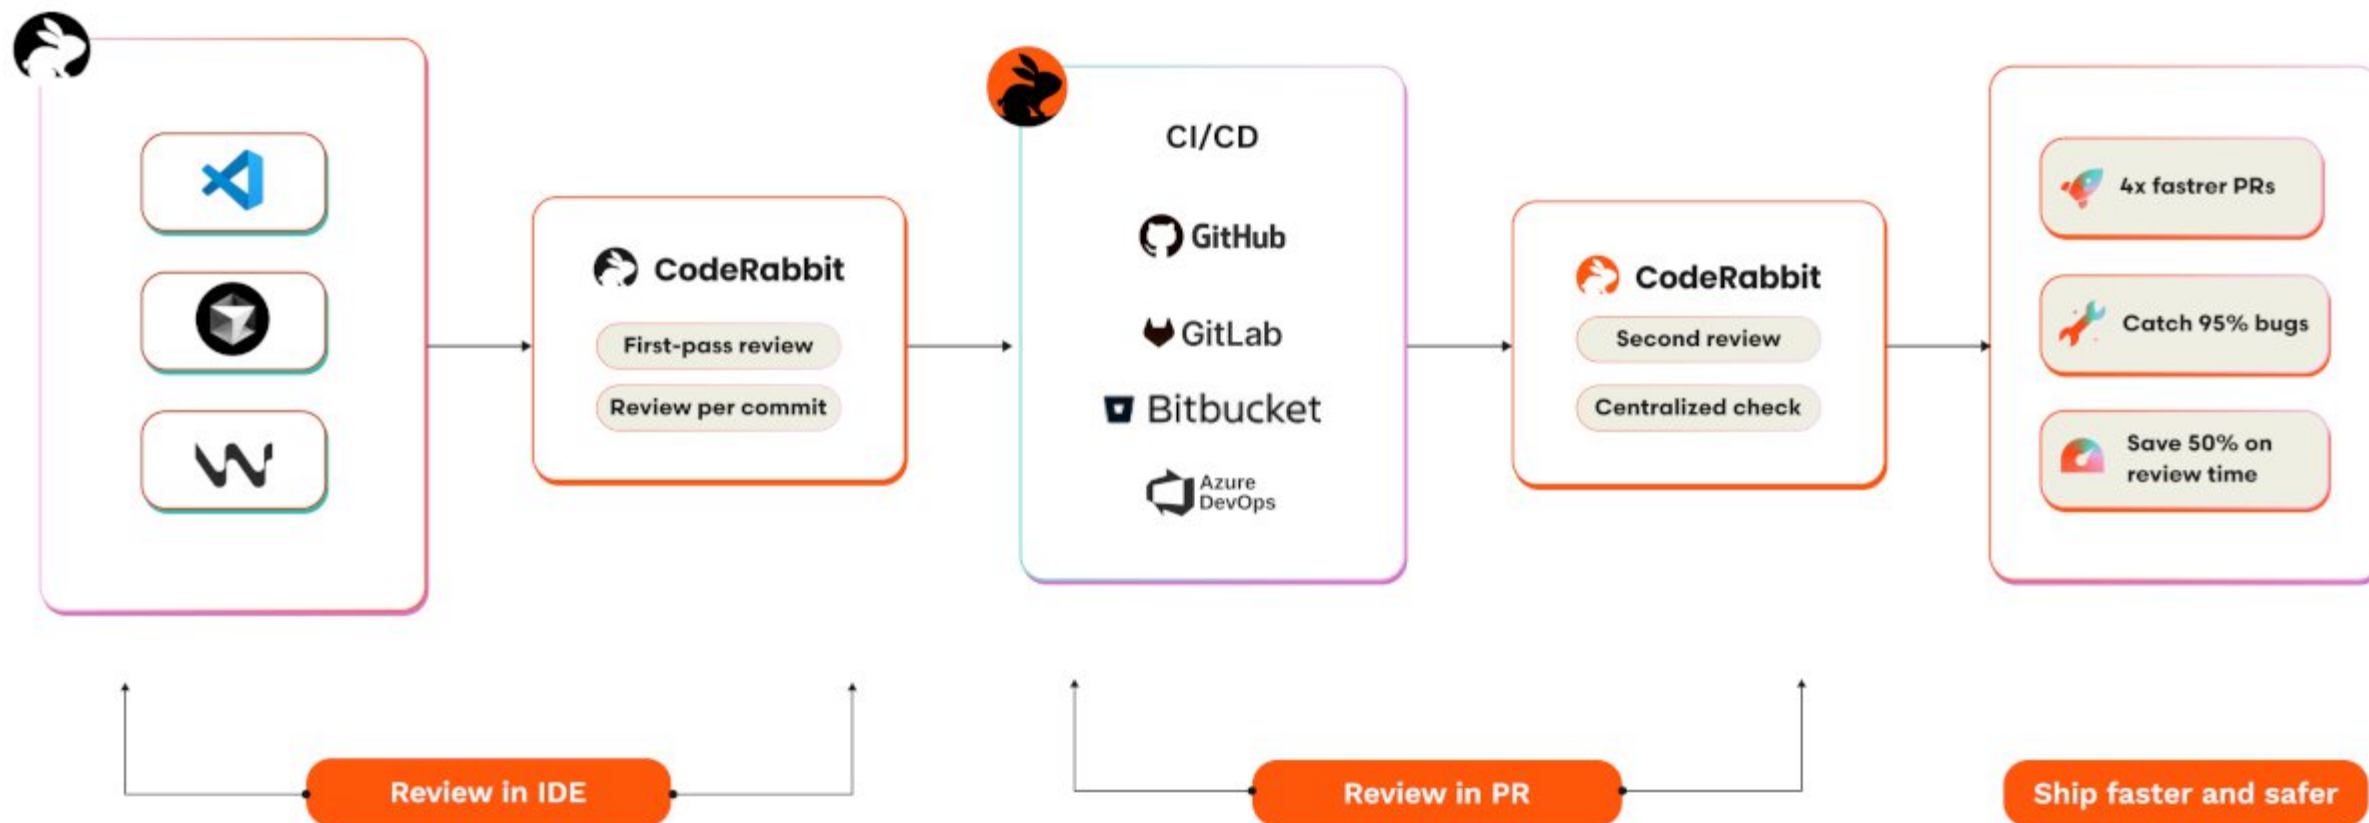 CodeRabbit
First-pass review
Review per commit
CI/CD
GitHub
GitLab
Bitbucket
Azure
DevOps
CodeRabbit
Second review
Centralized check
4x fastrer PRs
Catch 95% bugs
Save 50% on
review time
Review in IDE
Review in PR
Ship faster and safer